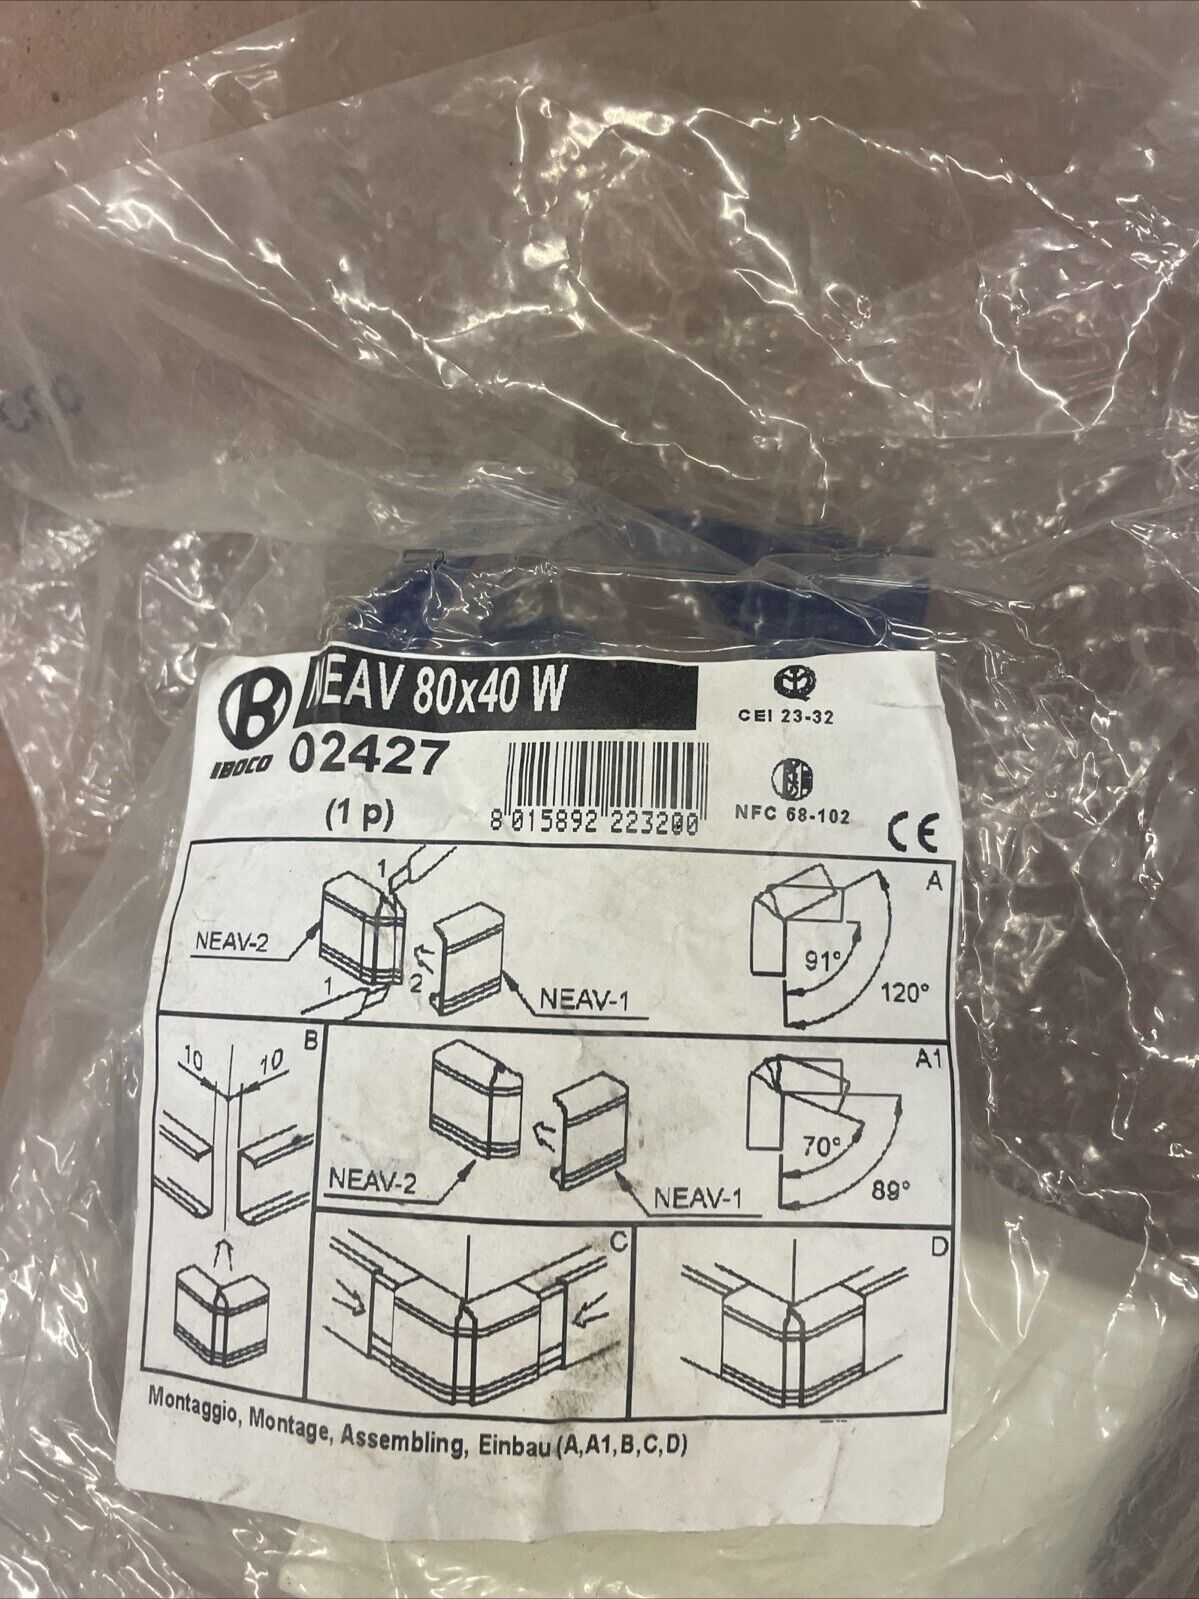 NEAV 80x40 W
IBOCO 02427
(1 p)
8 015892 223200
CEI 23-32
NFC 68-102
CE
A
1
NEAV-2
1
2
NEAV-1
91°
120°
B
10 10
A1
NEAV-2
NEAV-1
70°
89°
C
D
Montaggio, Montage, Assembling, Einbau (A,A1,B,C,D)